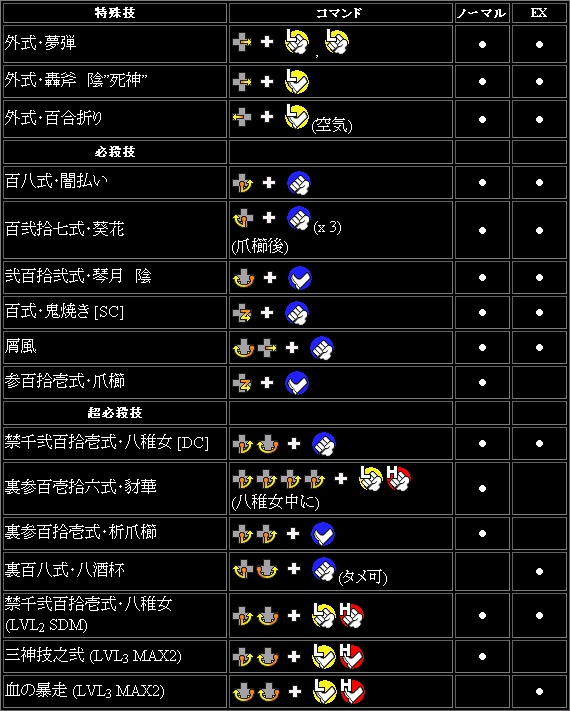 特殊技 コマンド ノーマル EX
外式・夢弾 + L , L ● ●
外式・轟斧 陰”死神” + L ● ●
外式・百合折り + L (空気) ● ●
必殺技
百八式・闇払い + ● ●
百弐拾七式・葵花 + (x 3) ● ●
(爪櫛後)
弐百拾弐式・琴月 陰 + ● ●
百式・鬼焼き [SC] + ● ●
屑風 + ● ●
参百拾壱式・爪櫛 + ●
超必殺技
禁千弐百拾壱式・八稚女 [DC] + ● ●
裏参百壱拾六式・豺華 + L H ●
(八稚女中に)
裏参百拾壱式・析爪櫛 + ●
裏百八式・八酒杯 + (タメ可) ●
禁千弐百拾壱式・八稚女 + L H ● ●
(LVL2 SDM)
三神技之弐 (LVL3 MAX2) + L H ●
血の暴走 (LVL3 MAX2) + L H ●